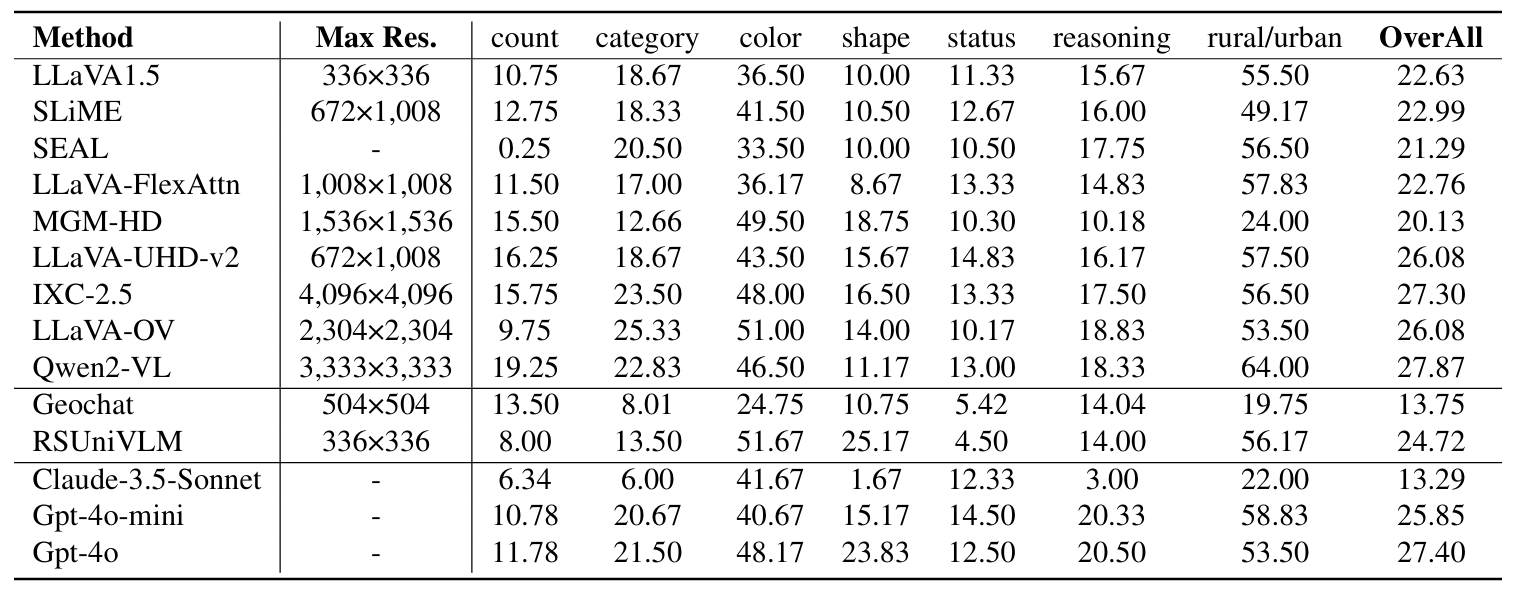 Method Max Res. count category color shape status reasoning rural/urban OverAll
LLaVA1.5 336×336 10.75 18.67 36.50 10.00 11.33 15.67 55.50 22.63
SLiME 672×1,008 12.75 18.33 41.50 10.50 12.67 16.00 49.17 22.99
SEAL - 0.25 20.50 33.50 10.00 10.50 17.75 56.50 21.29
LLaVA-FlexAttn 1,008×1,008 11.50 17.00 36.17 8.67 13.33 14.83 57.83 22.76
MGM-HD 1,536×1,536 15.50 12.66 49.50 18.75 10.30 10.18 24.00 20.13
LLaVA-UHD-v2 672×1,008 16.25 18.67 43.50 15.67 14.83 16.17 57.50 26.08
IXC-2.5 4,096×4,096 15.75 23.50 48.00 16.50 13.33 17.50 56.50 27.30
LLaVA-OV 2,304×2,304 9.75 25.33 51.00 14.00 10.17 18.83 53.50 26.08
Qwen2-VL 3,333×3,333 19.25 22.83 46.50 11.17 13.00 18.33 64.00 27.87
Geochat 504×504 13.50 8.01 24.75 10.75 5.42 14.04 19.75 13.75
RSUniVLM 336×336 8.00 13.50 51.67 25.17 4.50 14.00 56.17 24.72
Claude-3.5-Sonnet - 6.34 6.00 41.67 1.67 12.33 3.00 22.00 13.29
Gpt-4o-mini - 10.78 20.67 40.67 15.17 14.50 20.33 58.83 25.85
Gpt-4o - 11.78 21.50 48.17 23.83 12.50 20.50 53.50 27.40